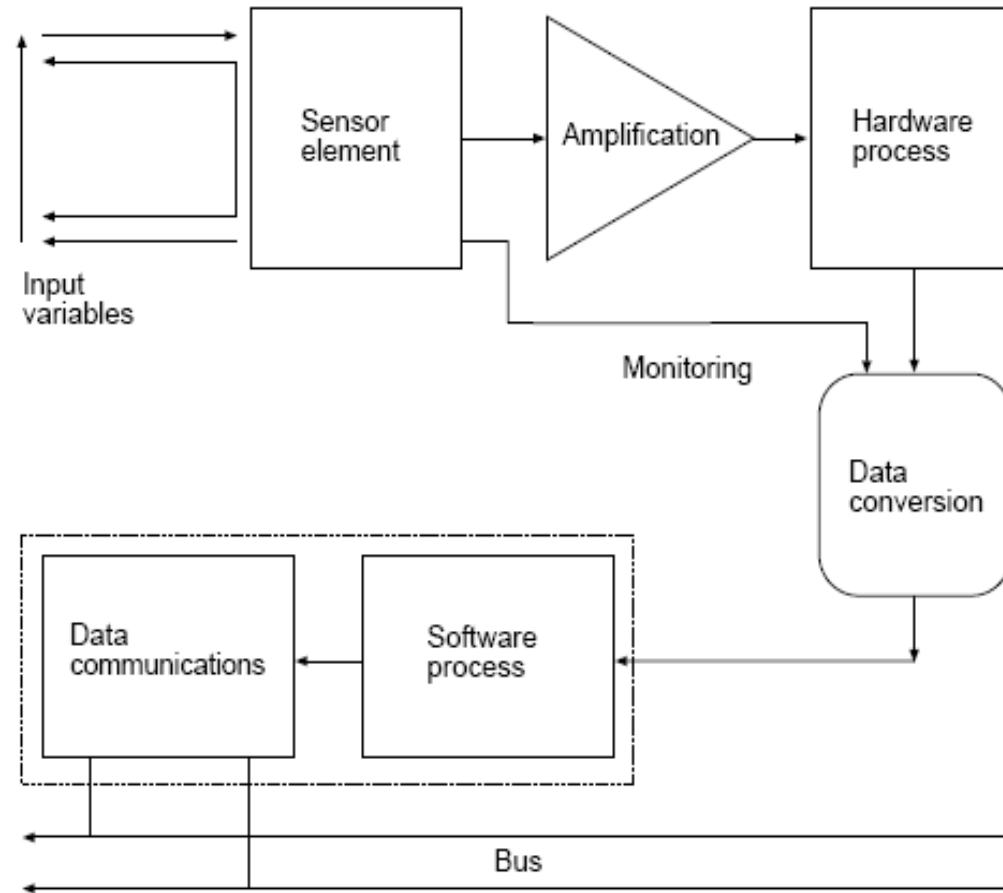 Sensor
element
Amplification
Hardware
process
Input
variables
Monitoring
Data
conversion
Data
communications
Software
process
Bus